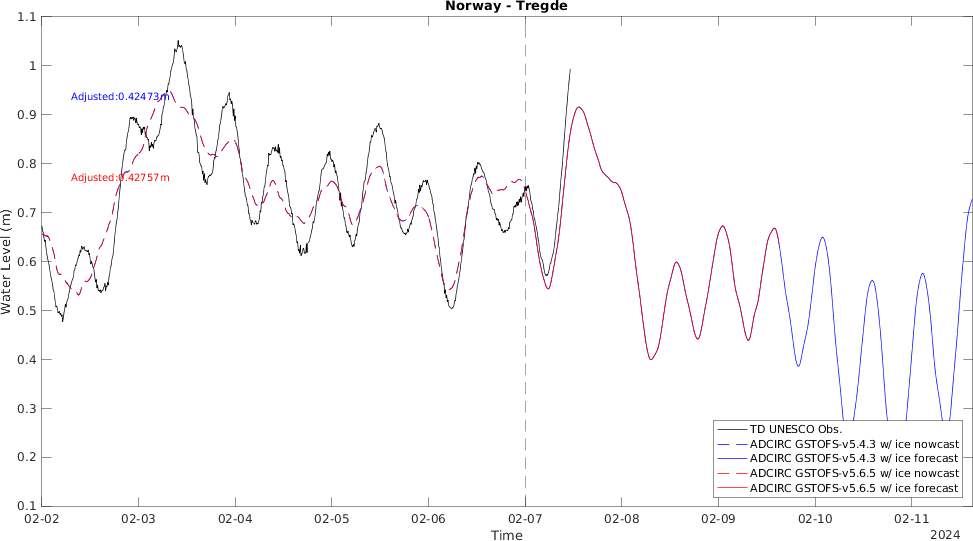 Norway - Tregde
1.1
1
0.9
0.8
0.7
0.6
0.5
0.4
0.3
0.2
0.1
Water Level (m)
Adjusted:0.42473m
Adjusted:0.42757m
TD UNESCO Obs.
ADCIRC GSTOFS-v5.4.3 w/ ice nowcast
ADCIRC GSTOFS-v5.4.3 w/ ice forecast
ADCIRC GSTOFS-v5.6.5 w/ ice nowcast
ADCIRC GSTOFS-v5.6.5 w/ ice forecast
02-02 02-03 02-04 02-05 02-06 02-07 02-08 02-09 02-10 02-11
Time
2024